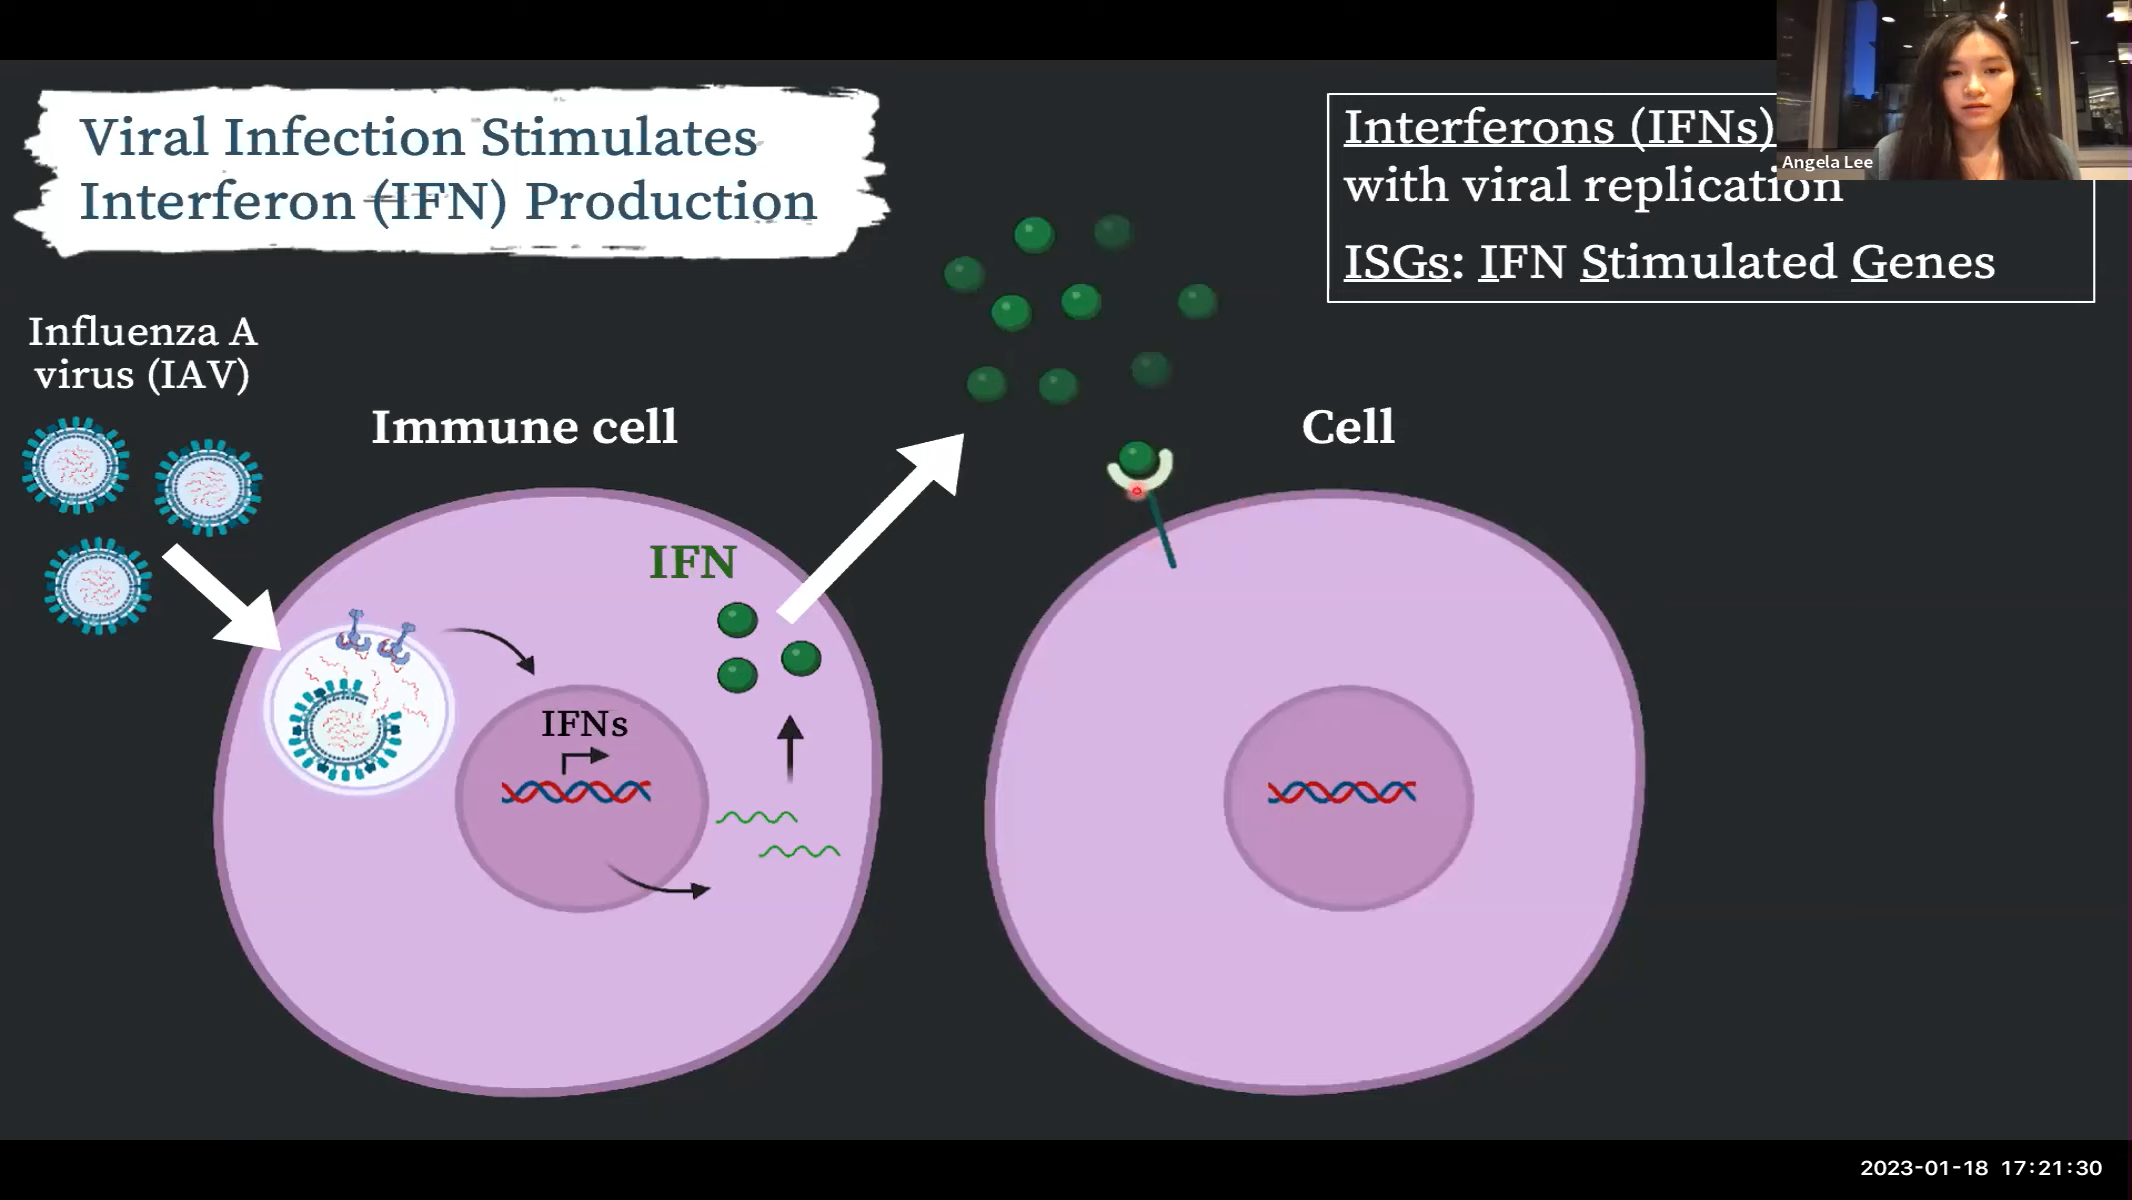 Viral Infection Stimulates
Interferon (IFN) Production
Interferons (IFNs)
with viral replication
ISGs: IFN Stimulated Genes
Angela Lee
Influenza A
virus (IAV)
Immune cell
Cell
IFN
IFNs
2023-01-18 17:21:30